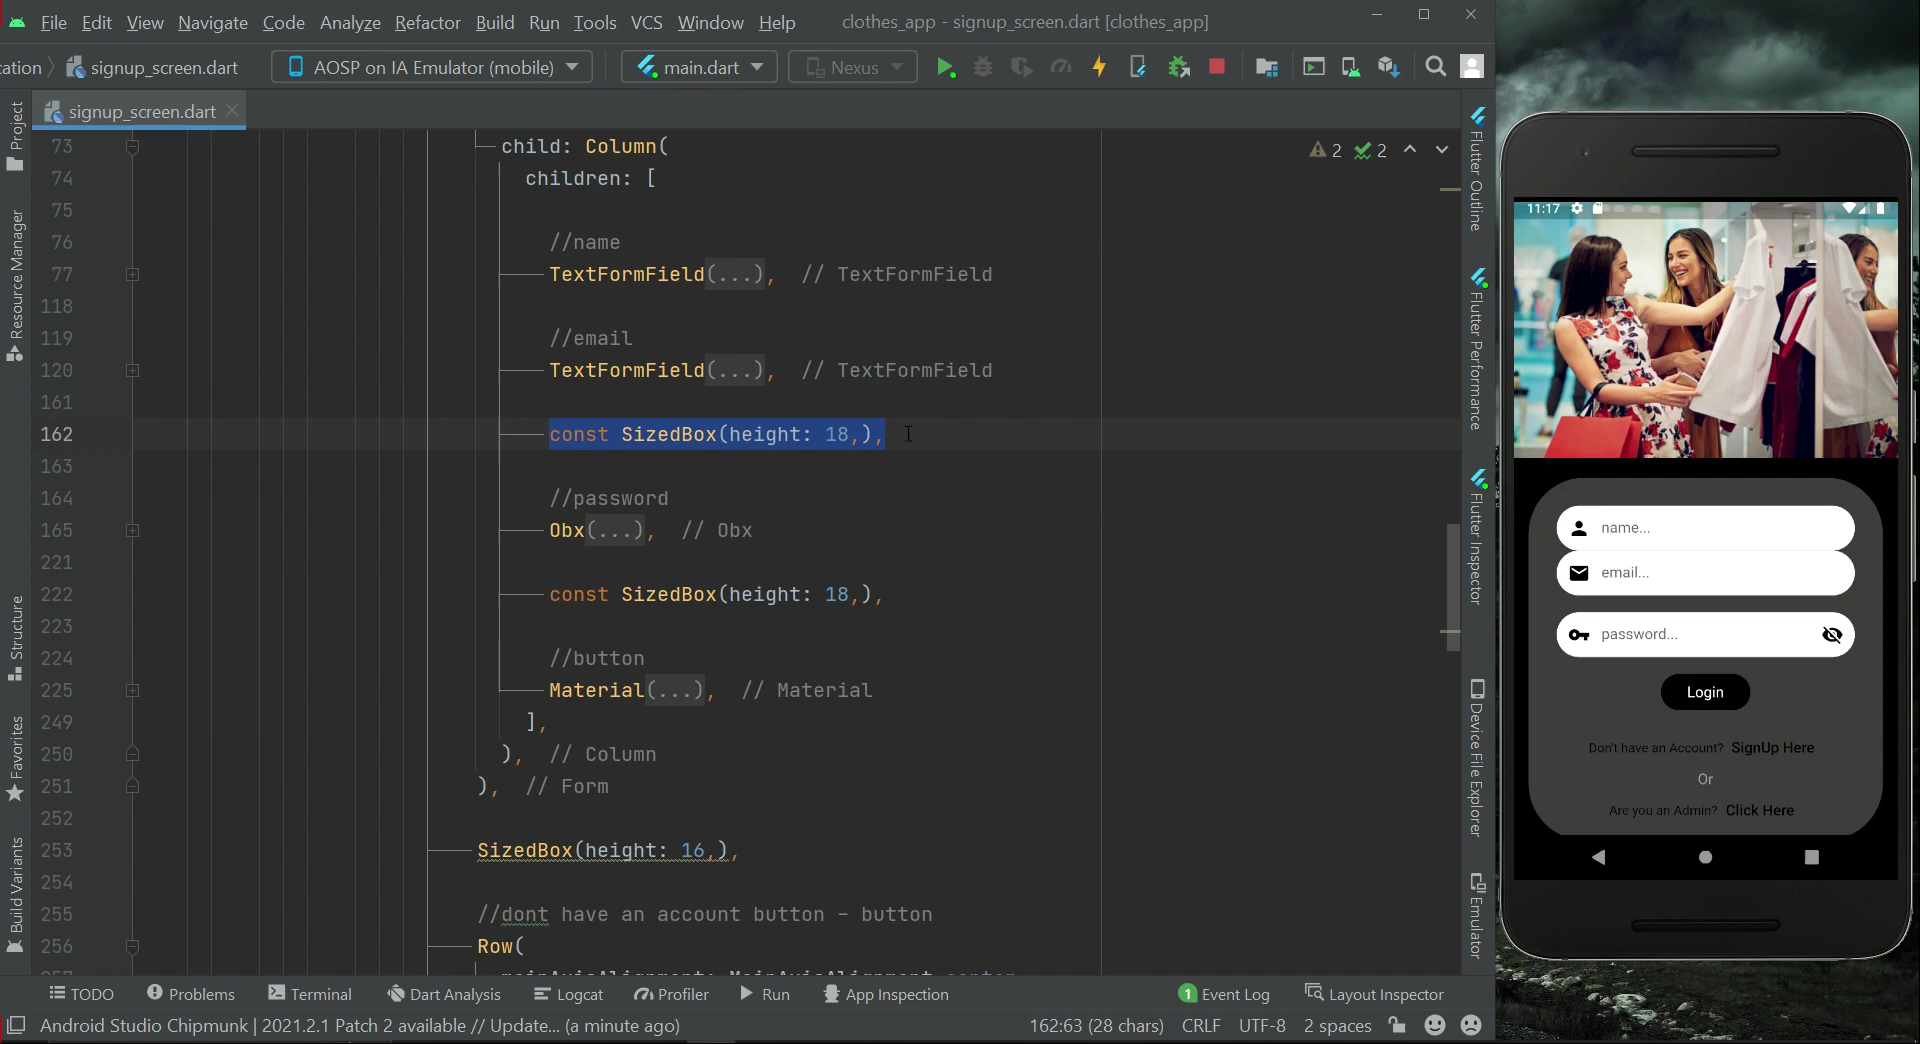 File Edit View Navigate Code Analyze Refactor Build Run Tools VCS Window Help clothes_app - signup_screen.dart [clothes_app]
cation signup_screen.dart AOSP on IA Emulator (mobile) main.dart Nexus
signup_screen.dart
Project
Resource Manager
Structure
Favorites
Build Variants
73 child: Column(
74 children: [
75
76 //name
77 TextFormField(...), // TextFormField
118
119 //email
120 TextFormField(...), // TextFormField
161
162 const SizedBox(height: 18,),
163
164 //password
165 Obx(...), // Obx
221
222 const SizedBox(height: 18,),
223
224 //button
225 Material(...), // Material
249 ],
250 ), // Column
251 ), // Form
252
253 SizedBox(height: 16,),
254
255 //dont have an account button - button
256 Row(
2 2
Flutter Outline
Flutter Performance
Flutter Inspector
Device File Explorer
Emulator
11:17
name...
email...
password...
Login
Don't have an Account? SignUp Here
Or
Are you an Admin? Click Here
TODO Problems Terminal Dart Analysis Logcat Profiler Run App Inspection 1 Event Log Layout Inspector
Android Studio Chipmunk | 2021.2.1 Patch 2 available // Update... (a minute ago) 162:63 (28 chars) CRLF UTF-8 2 spaces